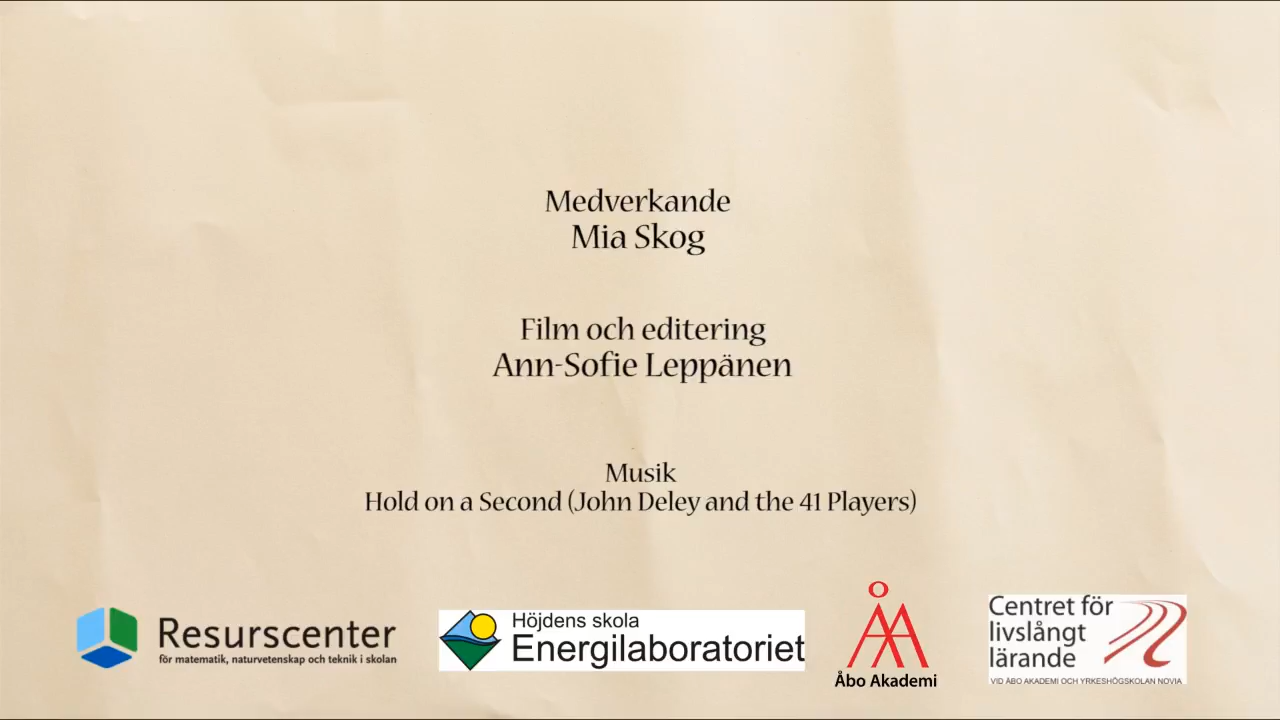 Medverkande
Mia Skog
Film och editering
Ann-Sofie Leppänen
Musik
Hold on a Second (John Deley and the 41 Players)
Resurscenter
för matematik, naturvetenskap och teknik i skolan
Höjdens skola
Energilaboratoriet
Åbo Akademi
Centret för
livslångt
lärande
VID ÅBO AKADEMI OCH YRKESHÖGSKOLAN NOVIA